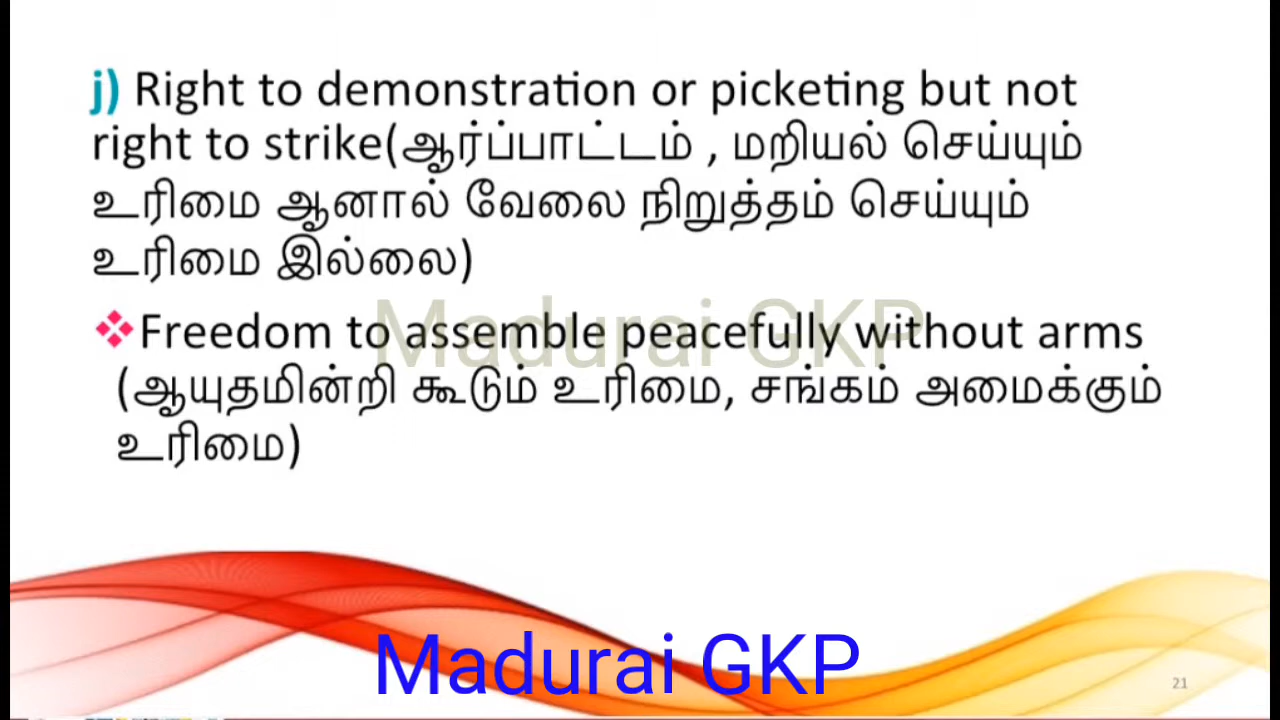 j) Right to demonstration or picketing but not
right to strike(ஆர்ப்பாட்டம் , மறியல் செய்யும்
உரிமை ஆனால் வேலை நிறுத்தம் செய்யும்
உரிமை இல்லை)
Madurai GKP
❖Freedom to assemble peacefully without arms
(ஆயுதமின்றி கூடும் உரிமை, சங்கம் அமைக்கும்
உரிமை)
Madurai GKP
21